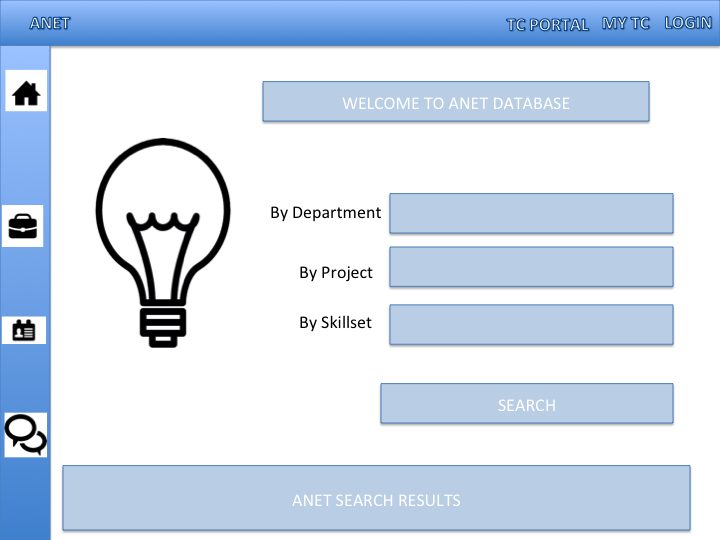 ANET
TC PORTAL
MY TC
LOGIN
WELCOME TO ANET DATABASE
By Department
By Project
By Skillset
SEARCH
ANET SEARCH RESULTS